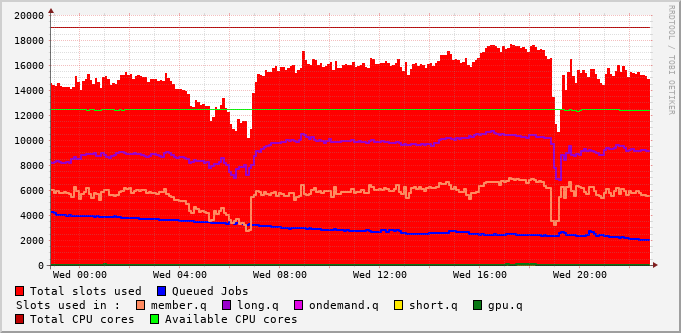 20000
18000
16000
14000
12000
10000
8000
6000
4000
2000
0
Wed 00:00 Wed 04:00 Wed 08:00 Wed 12:00 Wed 16:00 Wed 20:00
Total slots used Queued Jobs
Slots used in : member.q long.q ondemand.q short.q gpu.q
Total CPU cores Available CPU cores
RRDTOOL / TOBI OETIKER